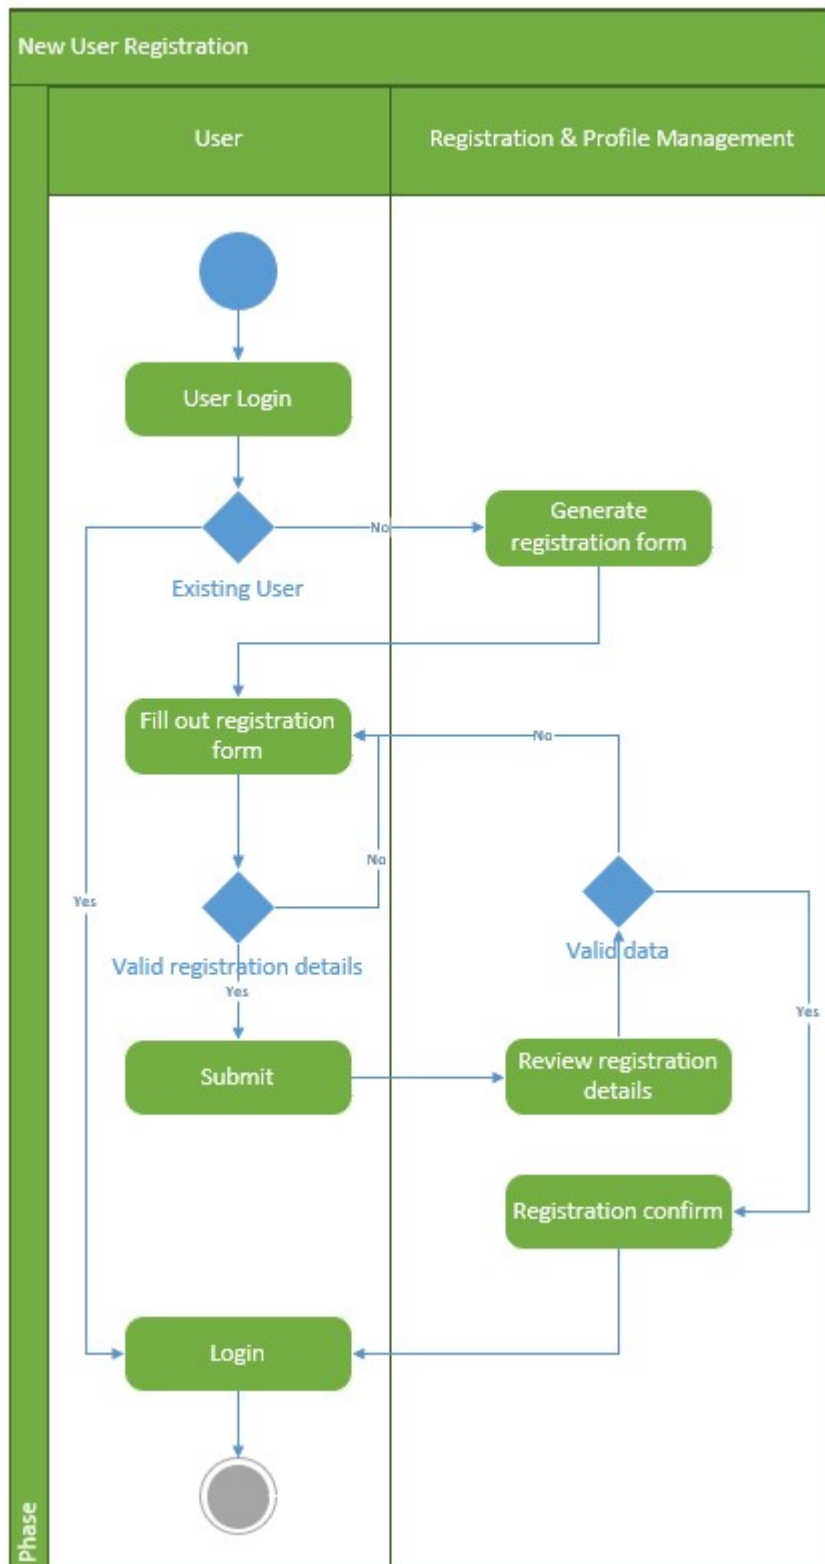 New User Registration
User
Registration & Profile Management
User Login
No
Generate
registration form
Existing User
Fill out registration
form
No
No
Yes
Valid registration details
Valid data
Yes
Yes
Submit
Review registration
details
Registration confirm
Login
Phase